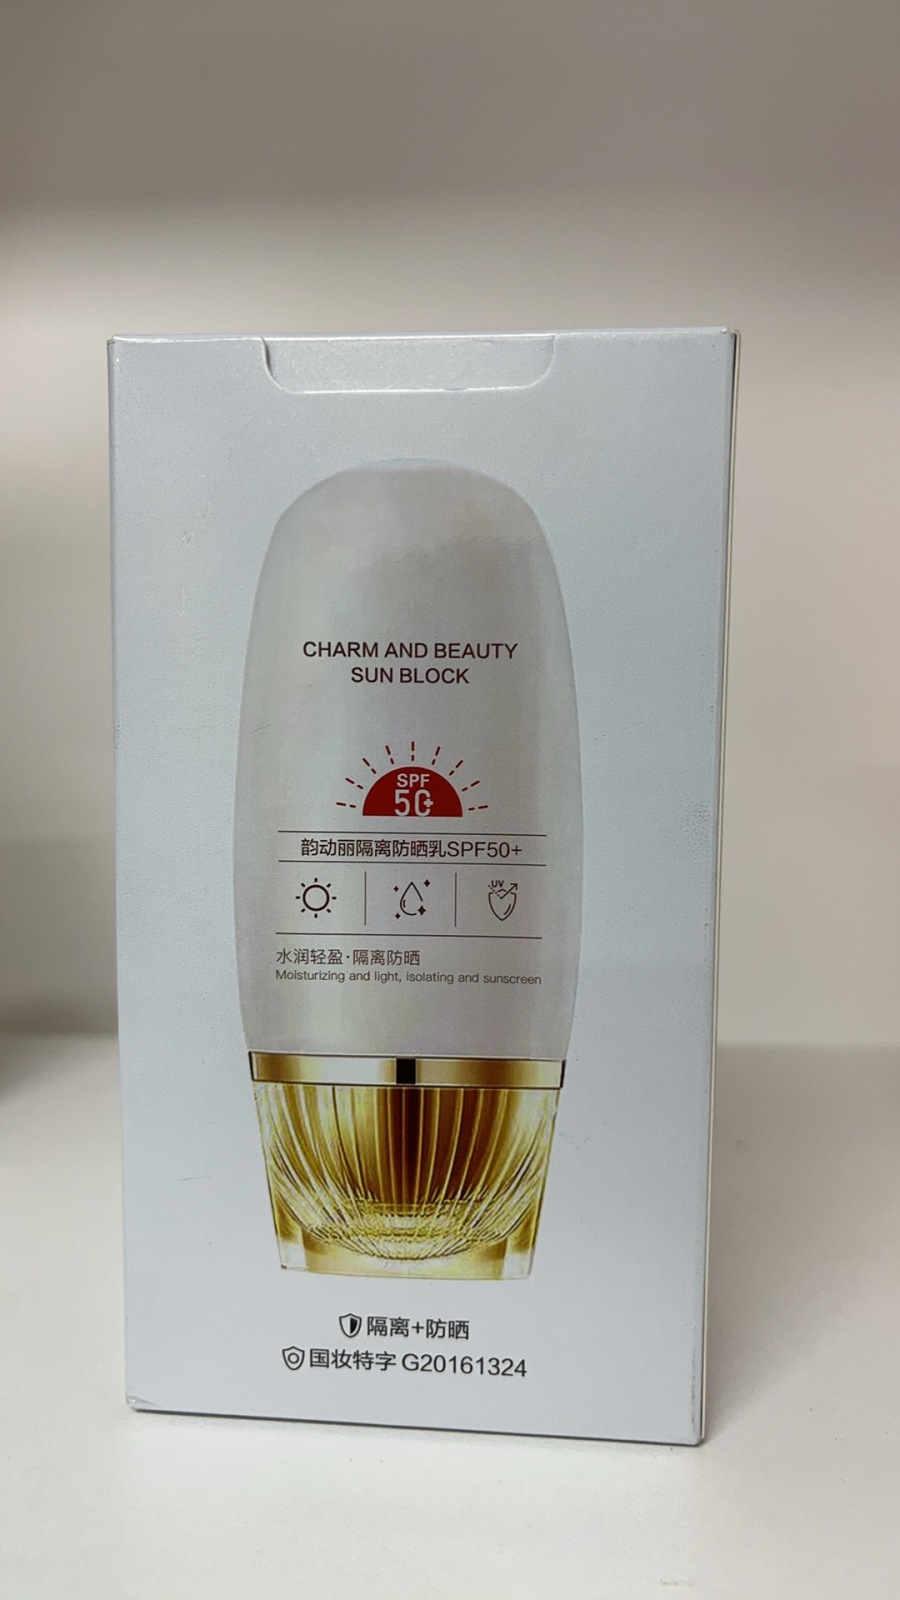 CHARM AND BEAUTY
SUN BLOCK
SPF
50+
韵动丽隔离防晒乳SPF50+
UV
水润轻盈·隔离防晒
Moisturizing and light, isolating and sunscreen
隔离+防晒
国妆特字 G20161324